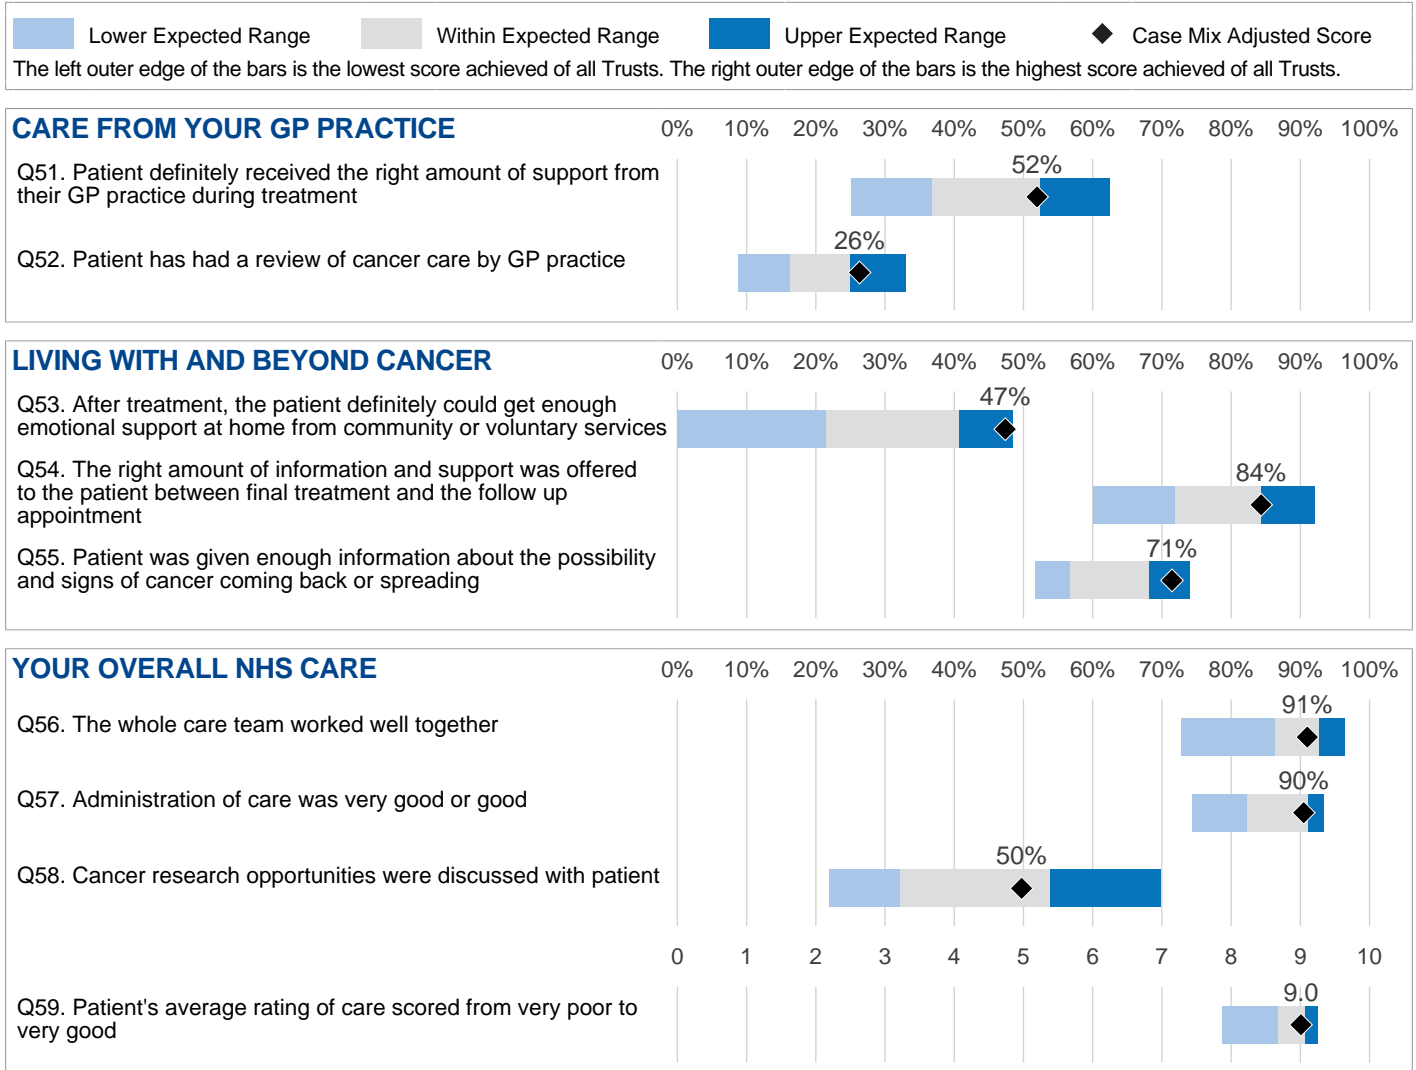 Lower Expected Range Within Expected Range Upper Expected Range Case Mix Adjusted Score
The left outer edge of the bars is the lowest score achieved of all Trusts. The right outer edge of the bars is the highest score achieved of all Trusts.
CARE FROM YOUR GP PRACTICE 0% 10% 20% 30% 40% 50% 60% 70% 80% 90% 100%
52%
Q51. Patient definitely received the right amount of support from
their GP practice during treatment
26%
Q52. Patient has had a review of cancer care by GP practice
LIVING WITH AND BEYOND CANCER 0% 10% 20% 30% 40% 50% 60% 70% 80% 90% 100%
47%
Q53. After treatment, the patient definitely could get enough
emotional support at home from community or voluntary services
84%
Q54. The right amount of information and support was offered
to the patient between final treatment and the follow up
appointment
71%
Q55. Patient was given enough information about the possibility
and signs of cancer coming back or spreading
YOUR OVERALL NHS CARE 0% 10% 20% 30% 40% 50% 60% 70% 80% 90% 100%
91%
Q56. The whole care team worked well together
90%
Q57. Administration of care was very good or good
50%
Q58. Cancer research opportunities were discussed with patient
0 1 2 3 4 5 6 7 8 9 10
9.0
Q59. Patient's average rating of care scored from very poor to
very good